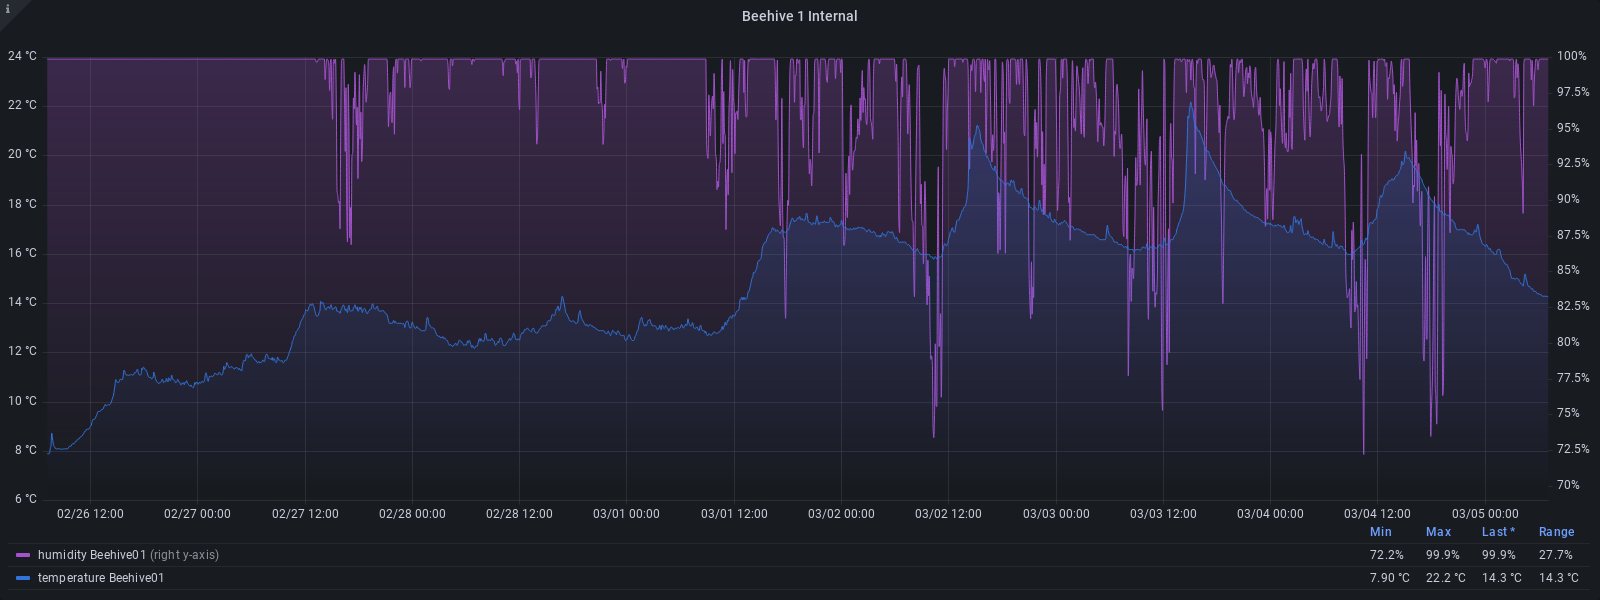 i
Beehive 1 Internal
24 °C 100%
22 °C 97.5%
95%
20 °C 92.5%
18 °C 90%
87.5%
16 °C 85%
14 °C 82.5%
12 °C 80%
77.5%
10 °C 75%
8 °C 72.5%
6 °C 70%
02/26 12:00 02/27 00:00 02/27 12:00 02/28 00:00 02/28 12:00 03/01 00:00 03/01 12:00 03/02 00:00 03/02 12:00 03/03 00:00 03/03 12:00 03/04 00:00 03/04 12:00 03/05 00:00
Min Max Last * Range
humidity Beehive01 (right y-axis) 72.2% 99.9% 99.9% 27.7%
temperature Beehive01 7.90 °C 22.2 °C 14.3 °C 14.3 °C